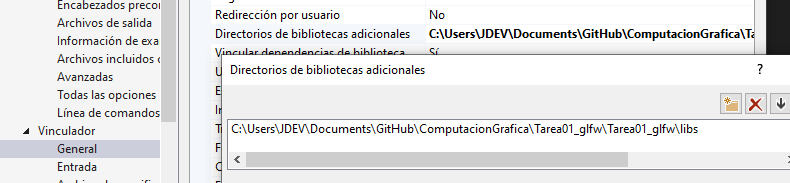 Encabezados precor
Archivos de salida
Información de exa
Archivos incluidos c
Avanzadas
Todas las opciones
Línea de comandos
Vinculador
General
Entrada
Redirección por usuario No
Directorios de bibliotecas adicionales C:\Users\JDEV\Documents\GitHub\ComputacionGrafica\Ta
Vincular dependencias de biblioteca Sí
Directorios de bibliotecas adicionales ?
C:\Users\JDEV\Documents\GitHub\ComputacionGrafica\Tarea01_glfw\Tarea01_glfw\libs